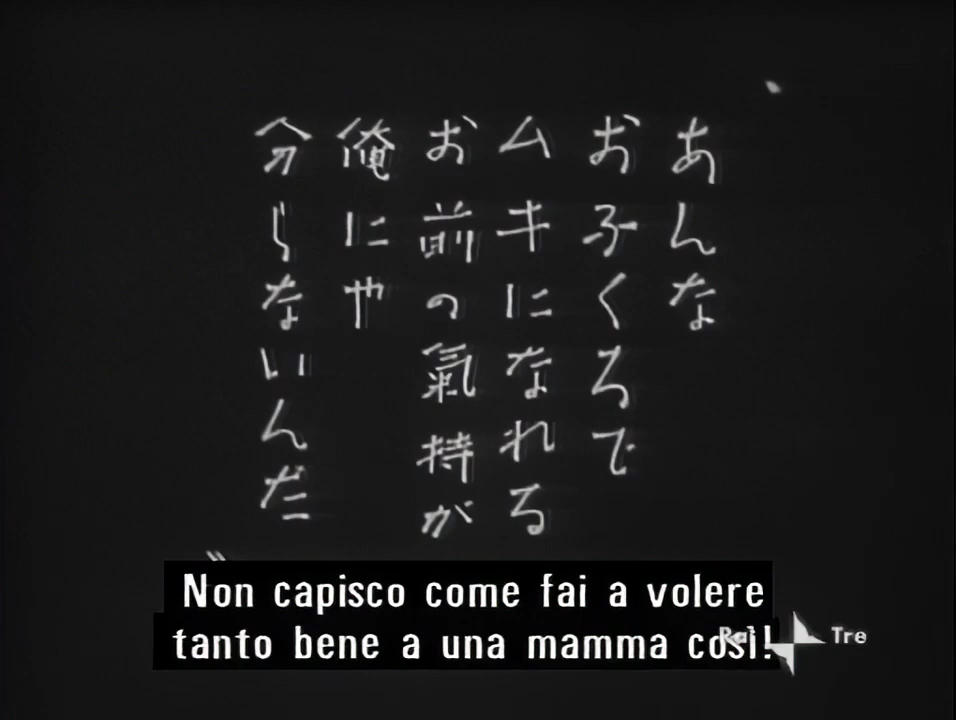 あんな
おふくろで
ムキになれる
お前の氣持が
俺にや
分らないんだ
Non capisco come fai a volere
tanto bene a una mamma così!
Rai Tre